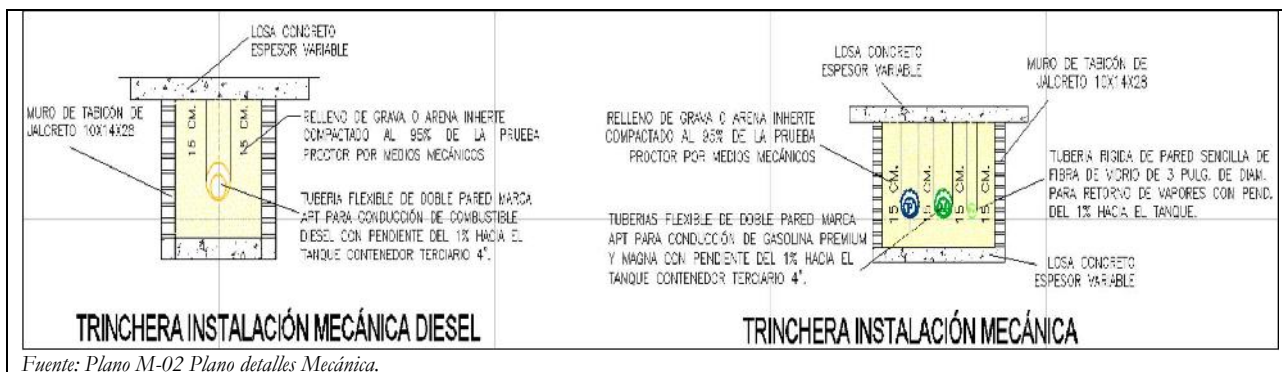 LOSA CONCRETO
ESPESOR VARIABLE
MURO DE TABICÓN DE
JALCRETO 10X14X28
15 CM.
15 CM.
RELLENO DE GRAVA O ARENA INHERTE
COMPACTADO AL 95% DE LA PRUEBA
PROCTOR POR MEDIOS MECÁNICOS
TUBERIA FLEXIBLE DE DOBLE PARED MARCA
APT PARA CONDUCCIÓN DE COMBUSTIBLE
DIESEL CON PENDIENTE DEL 1% HACIA EL
TANQUE CONTENEDOR TERCIARIO 4".
TRINCHERA INSTALACIÓN MECÁNICA DIESEL
LOSA CONCRETO
ESPESOR VARIABLE
MURO DE TABICÓN DE
JALCRETO 10X14X28
RELLENO DE GRAVA O ARENA INHERTE
COMPACTADO AL 95% DE LA PRUEBA
PROCTOR POR MEDIOS MECÁNICOS
15 CM.
15 CM.
15 CM.
15 CM.
TUBERIA RIGIDA DE PARED SENCILLA DE
FIBRA DE VIDRIO DE 3 PULG. DE DIAM.
PARA RETORNO DE VAPORES CON PEND.
DEL 1% HACIA EL TANQUE.
TUBERIAS FLEXIBLE DE DOBLE PARED MARCA
APT PARA CONDUCCIÓN DE GASOLINA PREMIUM
Y MAGNA CON PENDIENTE DEL 1% HACIA EL
TANQUE CONTENEDOR TERCIARIO 4".
LOSA CONCRETO
ESPESOR VARIABLE
TRINCHERA INSTALACIÓN MECÁNICA
Fuente: Plano M-02 Plano detalles Mecánica.